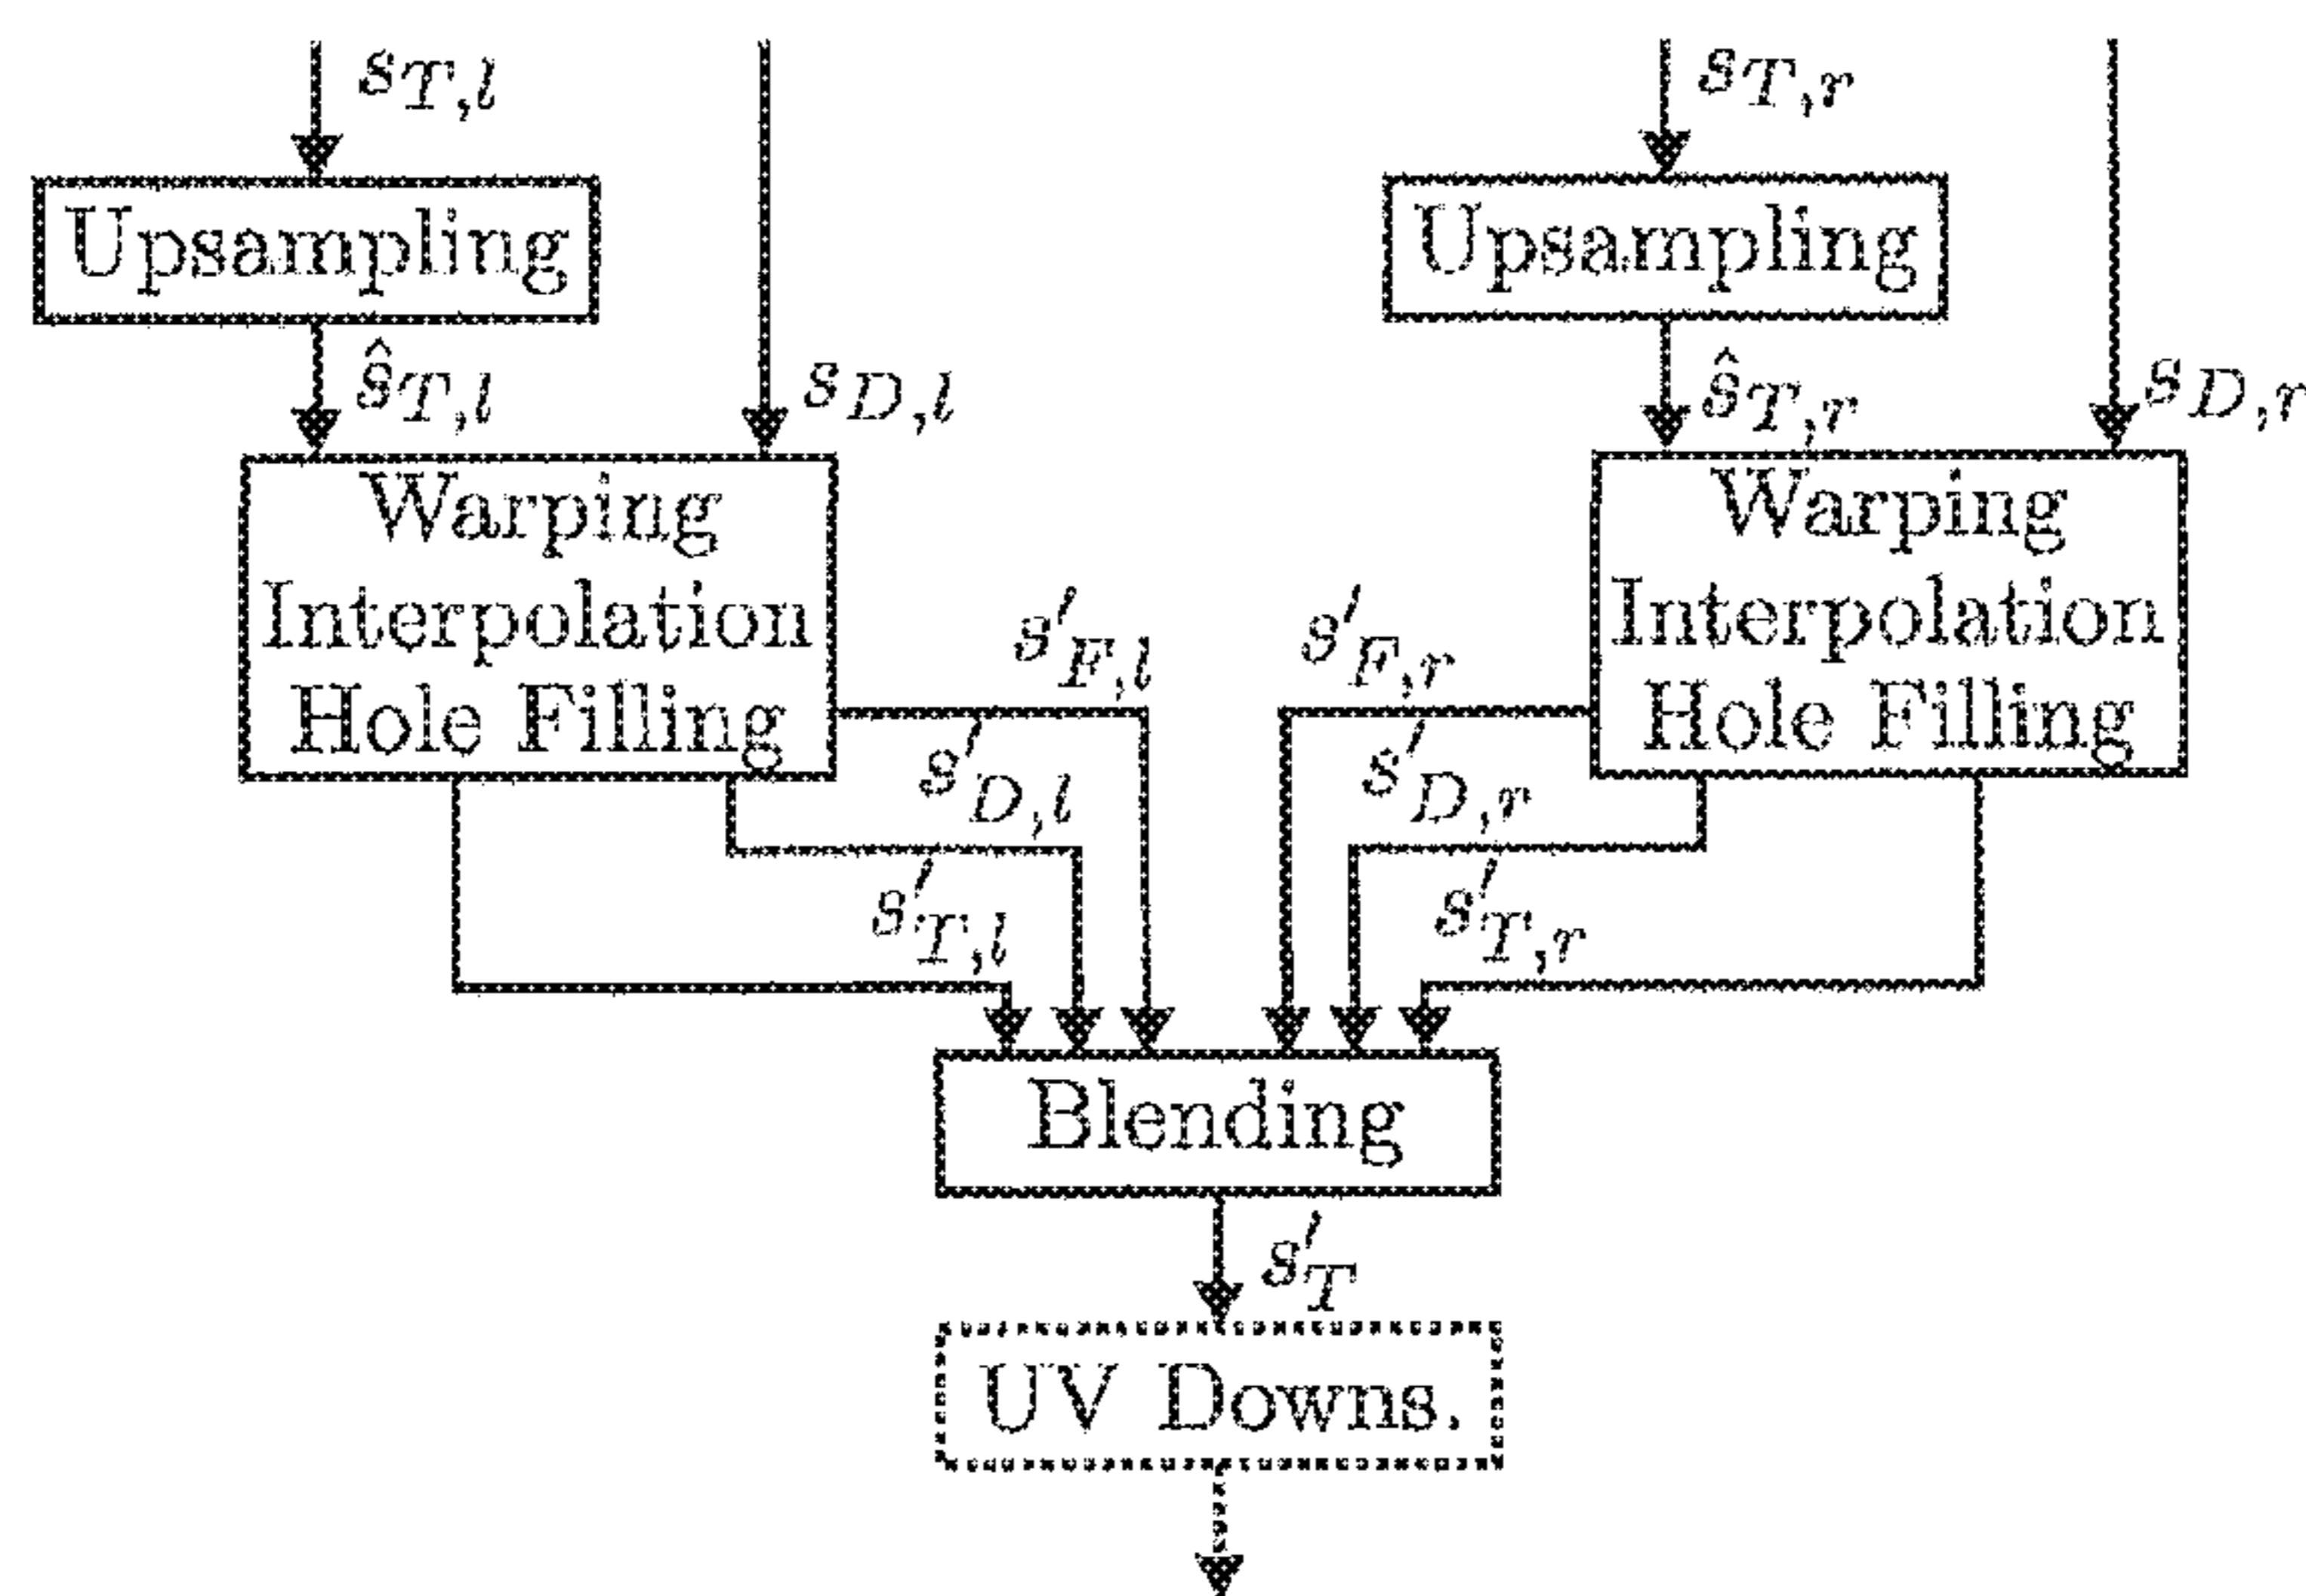 s_{T,l} s_{T,r}
Upsampling Upsampling
ŝ_{T,l} s_{D,l} ŝ_{T,r} s_{D,r}
Warping Warping
Interpolation Interpolation
s′_{F,l} s′_{F,r}
Hole Filling Hole Filling
s′_{D,l} s′_{D,r}
s′_{T,l} s′_{T,r}
Blending
s′_T
UV Downs.